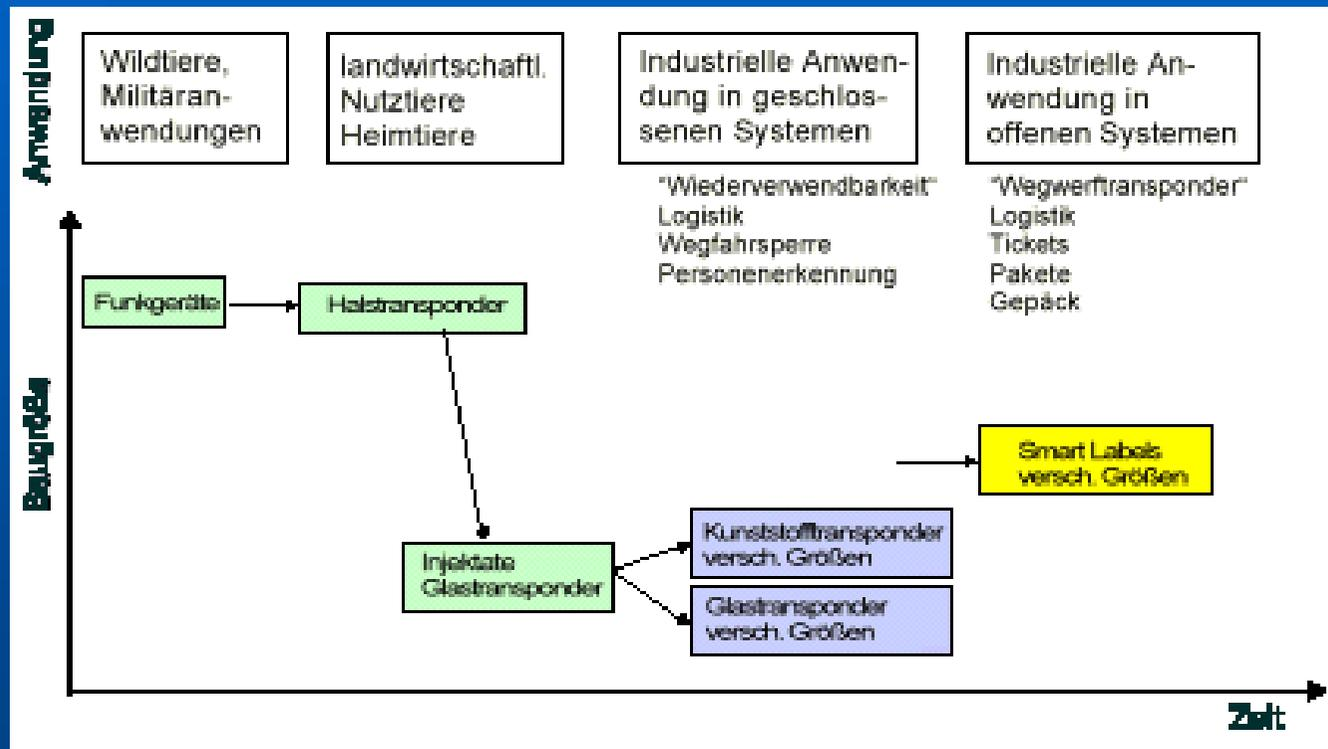 Anwendung
Wildtiere,
Militäran-
wendungen
landwirtschaftl.
Nutztiere
Heimtiere
Industrielle Anwen-
dung in geschlos-
senen Systemen
"Wiederverwendbarkeit"
Logistik
Wegfahrsperre
Personenerkennung
Industrielle An-
wendung in
offenen Systemen
"Wegwerftransponder"
Logistik
Tickets
Pakete
Gepäck
Baugröße
Funkgeräte
Halstransponder
Injektate
Glastransponder
Kunststofftransponder
versch. Größen
Glastransponder
versch. Größen
Smart Labels
versch. Größen
Zeit